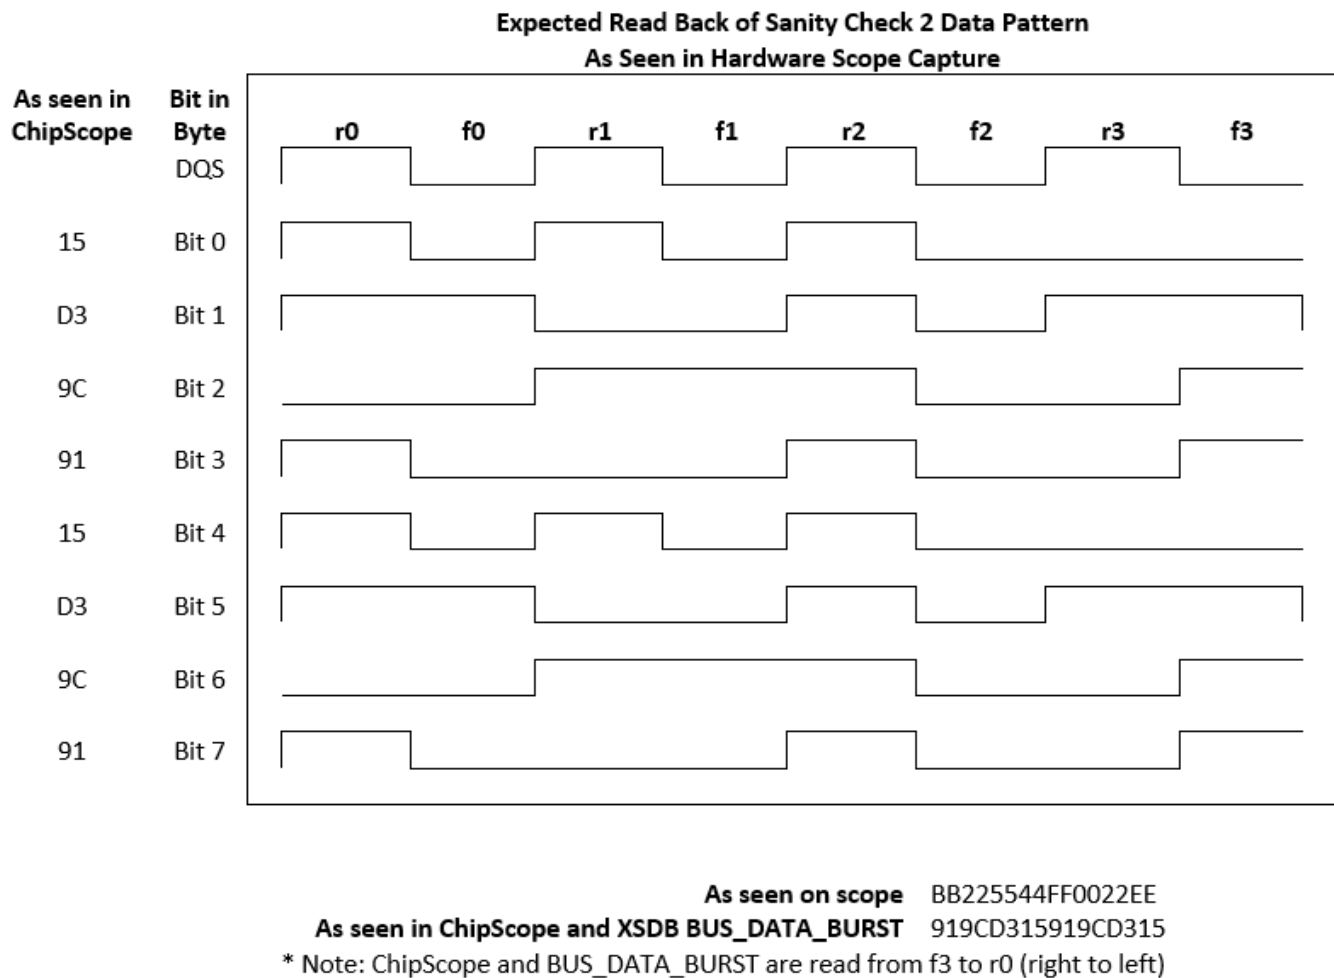 Expected Read Back of Sanity Check 2 Data Pattern
As Seen in Hardware Scope Capture
As seen in ChipScope
Bit in Byte
r0 f0 r1 f1 r2 f2 r3 f3
DQS
15 Bit 0
D3 Bit 1
9C Bit 2
91 Bit 3
15 Bit 4
D3 Bit 5
9C Bit 6
91 Bit 7
As seen on scope BB225544FF0022EE
As seen in ChipScope and XSDB BUS_DATA_BURST 919CD315919CD315
* Note: ChipScope and BUS_DATA_BURST are read from f3 to r0 (right to left)